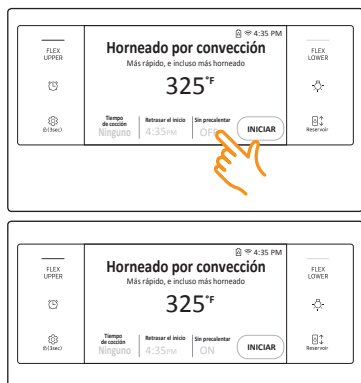 4:35 PM
FLEX UPPER
Horneado por convección
FLEX LOWER
Más rápido, e incluso más horneado
325°F
(3sec)
Tiempo de cocción
Ninguno
Retrasar el inicio
4:35PM
Sin precalentar
OFF
INICIAR
Reservoir
4:35 PM
FLEX UPPER
Horneado por convección
FLEX LOWER
Más rápido, e incluso más horneado
325°F
(3sec)
Tiempo de cocción
Ninguno
Retrasar el inicio
4:35PM
Sin precalentar
ON
INICIAR
Reservoir